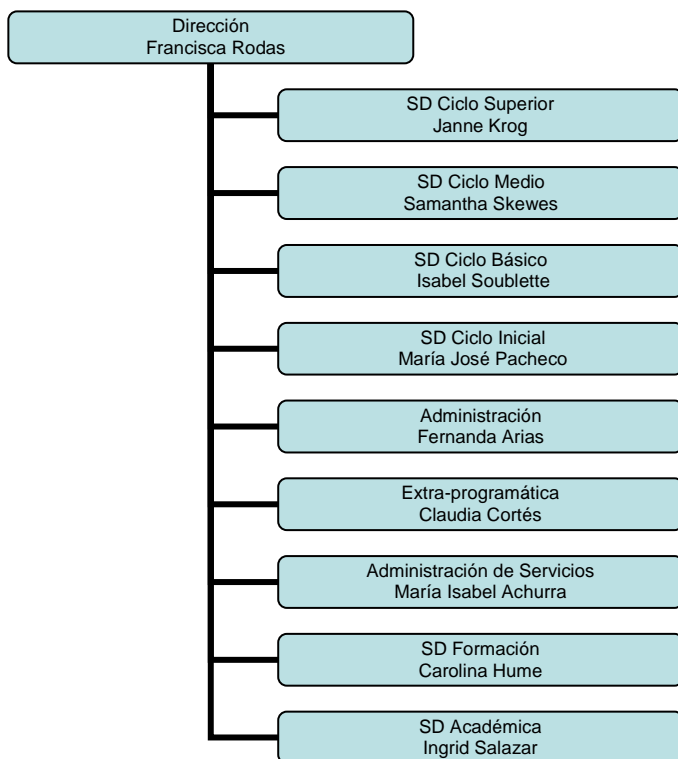 Dirección
Francisca Rodas
SD Ciclo Superior
Janne Krog
SD Ciclo Medio
Samantha Skewes
SD Ciclo Básico
Isabel Soublette
SD Ciclo Inicial
María José Pacheco
Administración
Fernanda Arias
Extra-programática
Claudia Cortés
Administración de Servicios
María Isabel Achurra
SD Formación
Carolina Hume
SD Académica
Ingrid Salazar